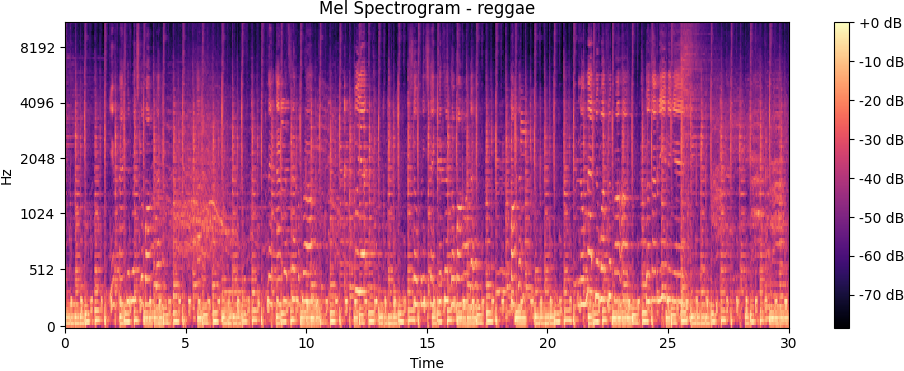 Mel Spectrogram - reggae
Hz
8192
4096
2048
1024
512
0
0 5 10 15 20 25 30
Time
+0 dB
-10 dB
-20 dB
-30 dB
-40 dB
-50 dB
-60 dB
-70 dB